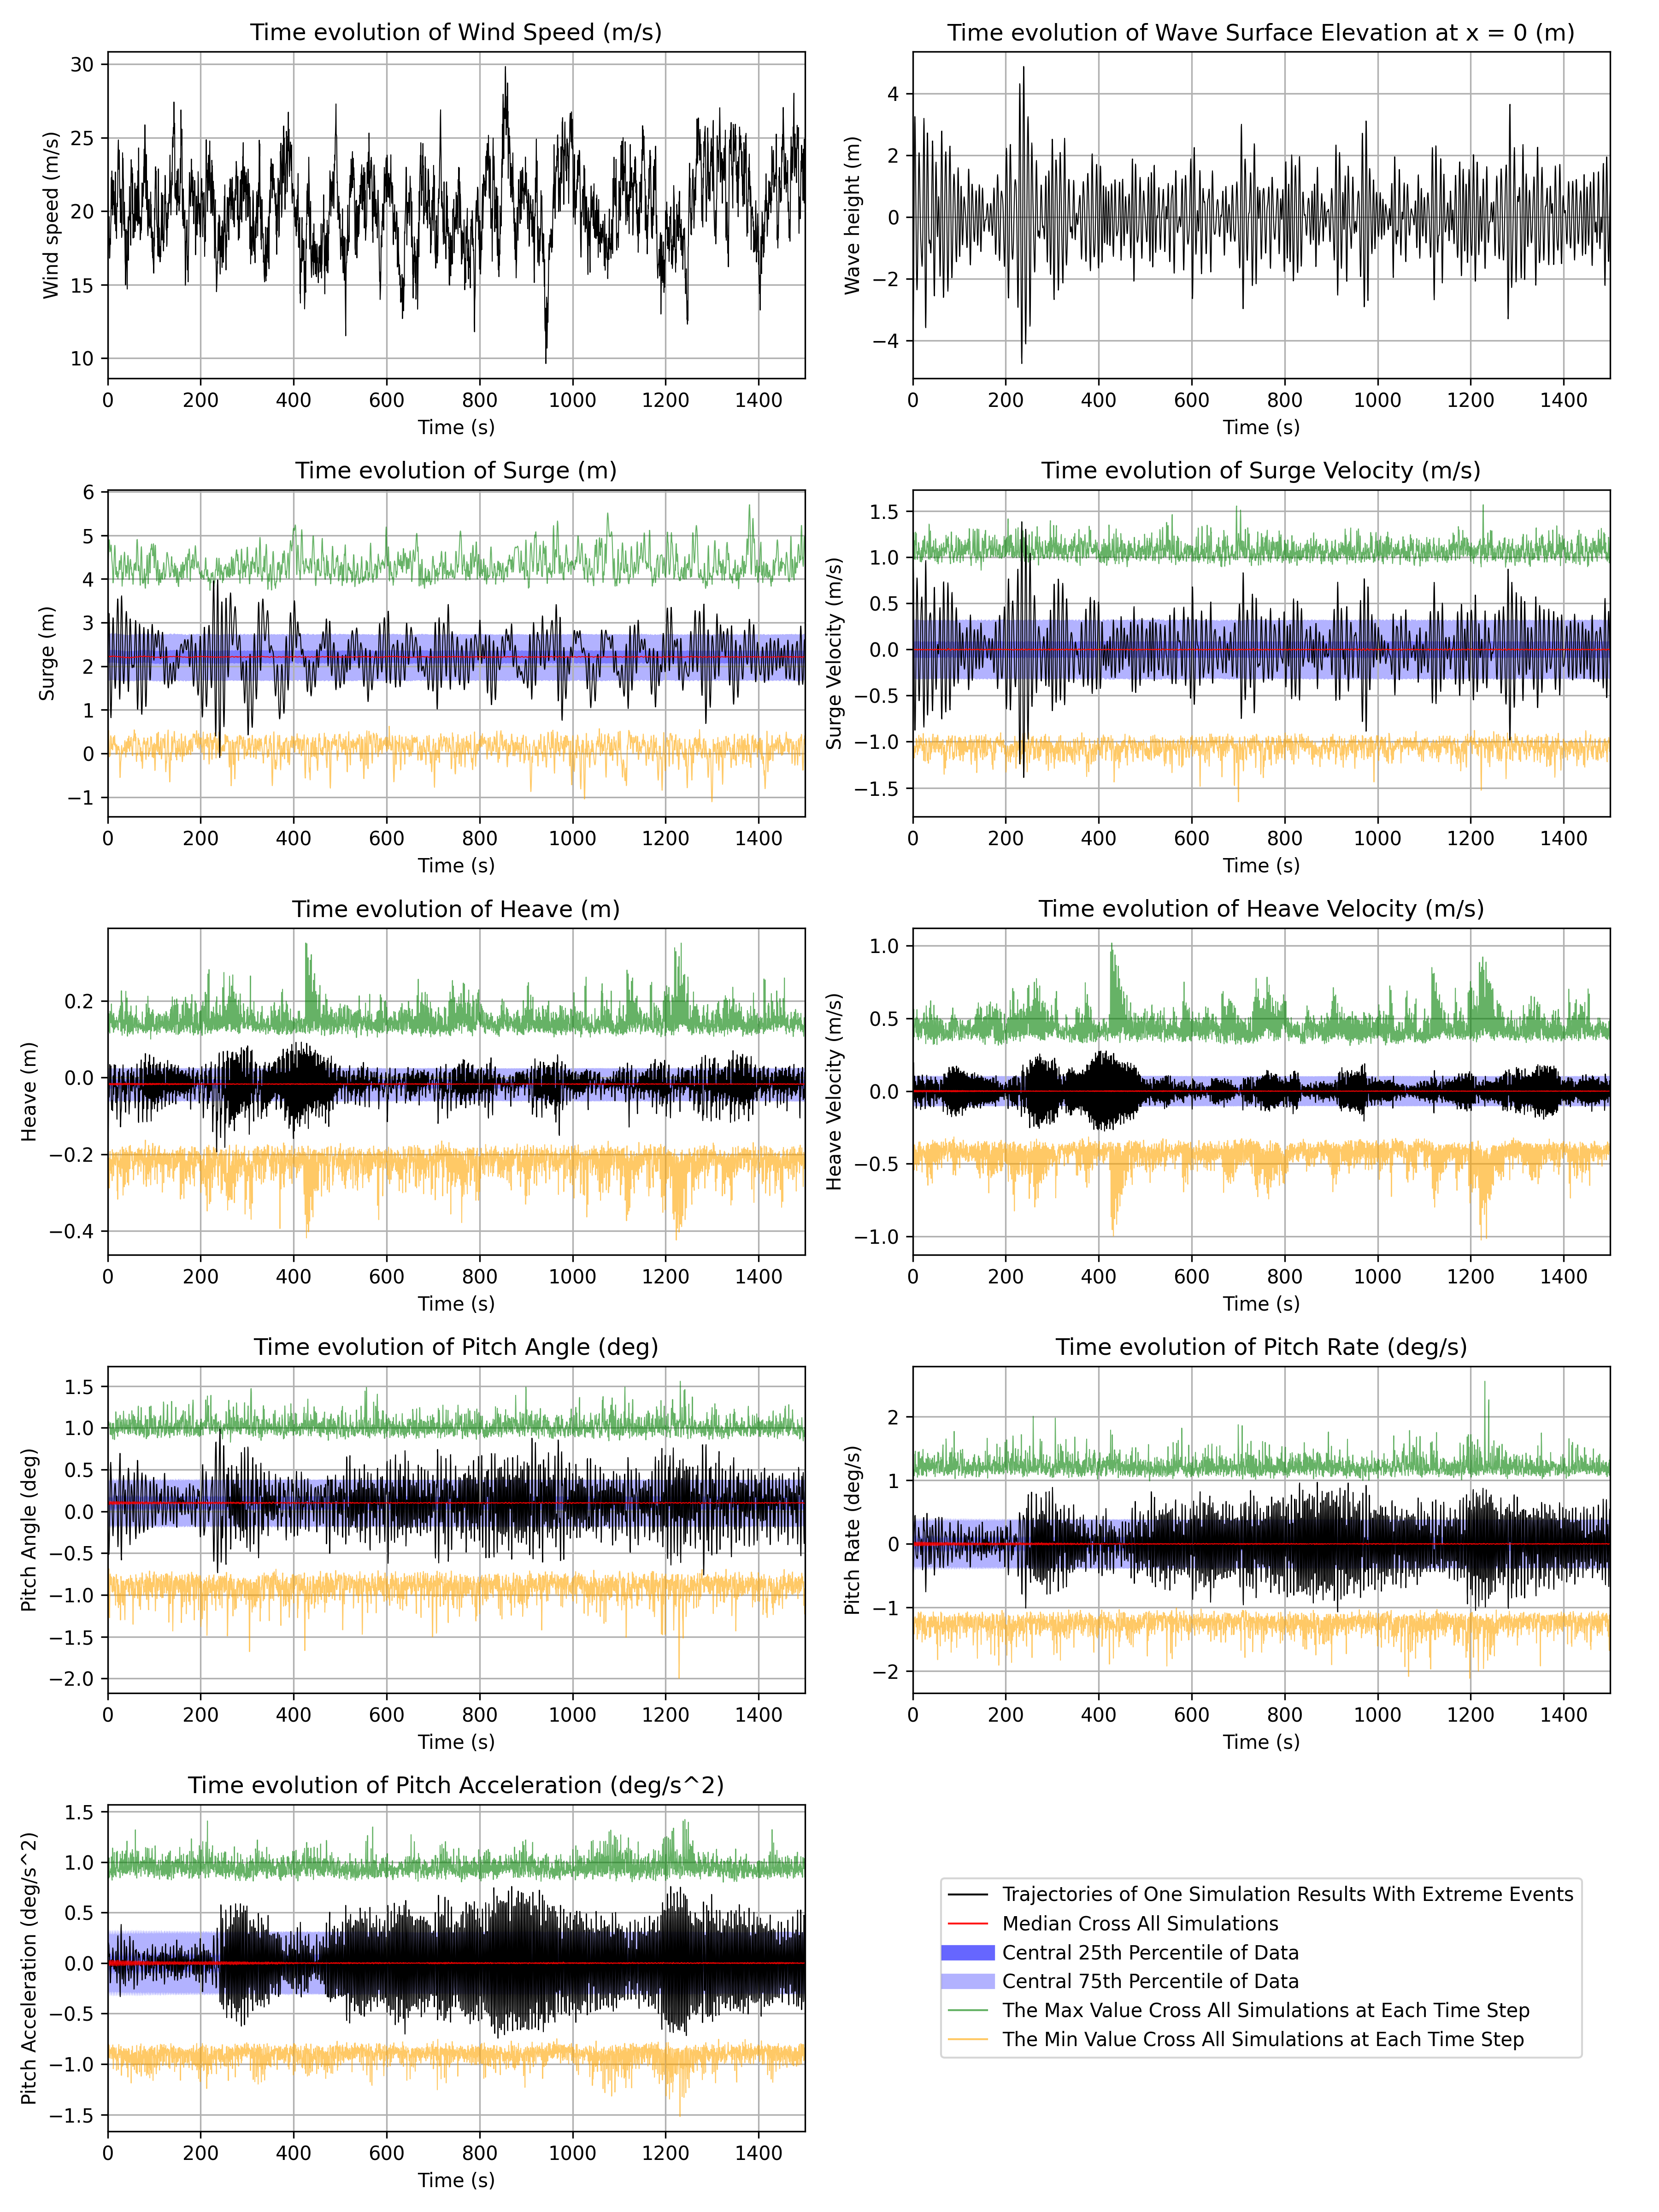 Time evolution of Wind Speed (m/s)
30
25
20
15
10
Wind speed (m/s)
0 200 400 600 800 1000 1200 1400
Time (s)
Time evolution of Wave Surface Elevation at x = 0 (m)
4
2
0
−2
−4
Wave height (m)
0 200 400 600 800 1000 1200 1400
Time (s)
Time evolution of Surge (m)
6
5
4
3
2
1
0
−1
Surge (m)
0 200 400 600 800 1000 1200 1400
Time (s)
Time evolution of Surge Velocity (m/s)
1.5
1.0
0.5
0.0
−0.5
−1.0
−1.5
Surge Velocity (m/s)
0 200 400 600 800 1000 1200 1400
Time (s)
Time evolution of Heave (m)
0.2
0.0
−0.2
−0.4
Heave (m)
0 200 400 600 800 1000 1200 1400
Time (s)
Time evolution of Heave Velocity (m/s)
1.0
0.5
0.0
−0.5
−1.0
Heave Velocity (m/s)
0 200 400 600 800 1000 1200 1400
Time (s)
Time evolution of Pitch Angle (deg)
1.5
1.0
0.5
0.0
−0.5
−1.0
−1.5
−2.0
Pitch Angle (deg)
0 200 400 600 800 1000 1200 1400
Time (s)
Time evolution of Pitch Rate (deg/s)
2
1
0
−1
−2
Pitch Rate (deg/s)
0 200 400 600 800 1000 1200 1400
Time (s)
Time evolution of Pitch Acceleration (deg/s^2)
1.5
1.0
0.5
0.0
−0.5
−1.0
−1.5
Pitch Acceleration (deg/s^2)
0 200 400 600 800 1000 1200 1400
Time (s)
Trajectories of One Simulation Results With Extreme Events
Median Cross All Simulations
Central 25th Percentile of Data
Central 75th Percentile of Data
The Max Value Cross All Simulations at Each Time Step
The Min Value Cross All Simulations at Each Time Step